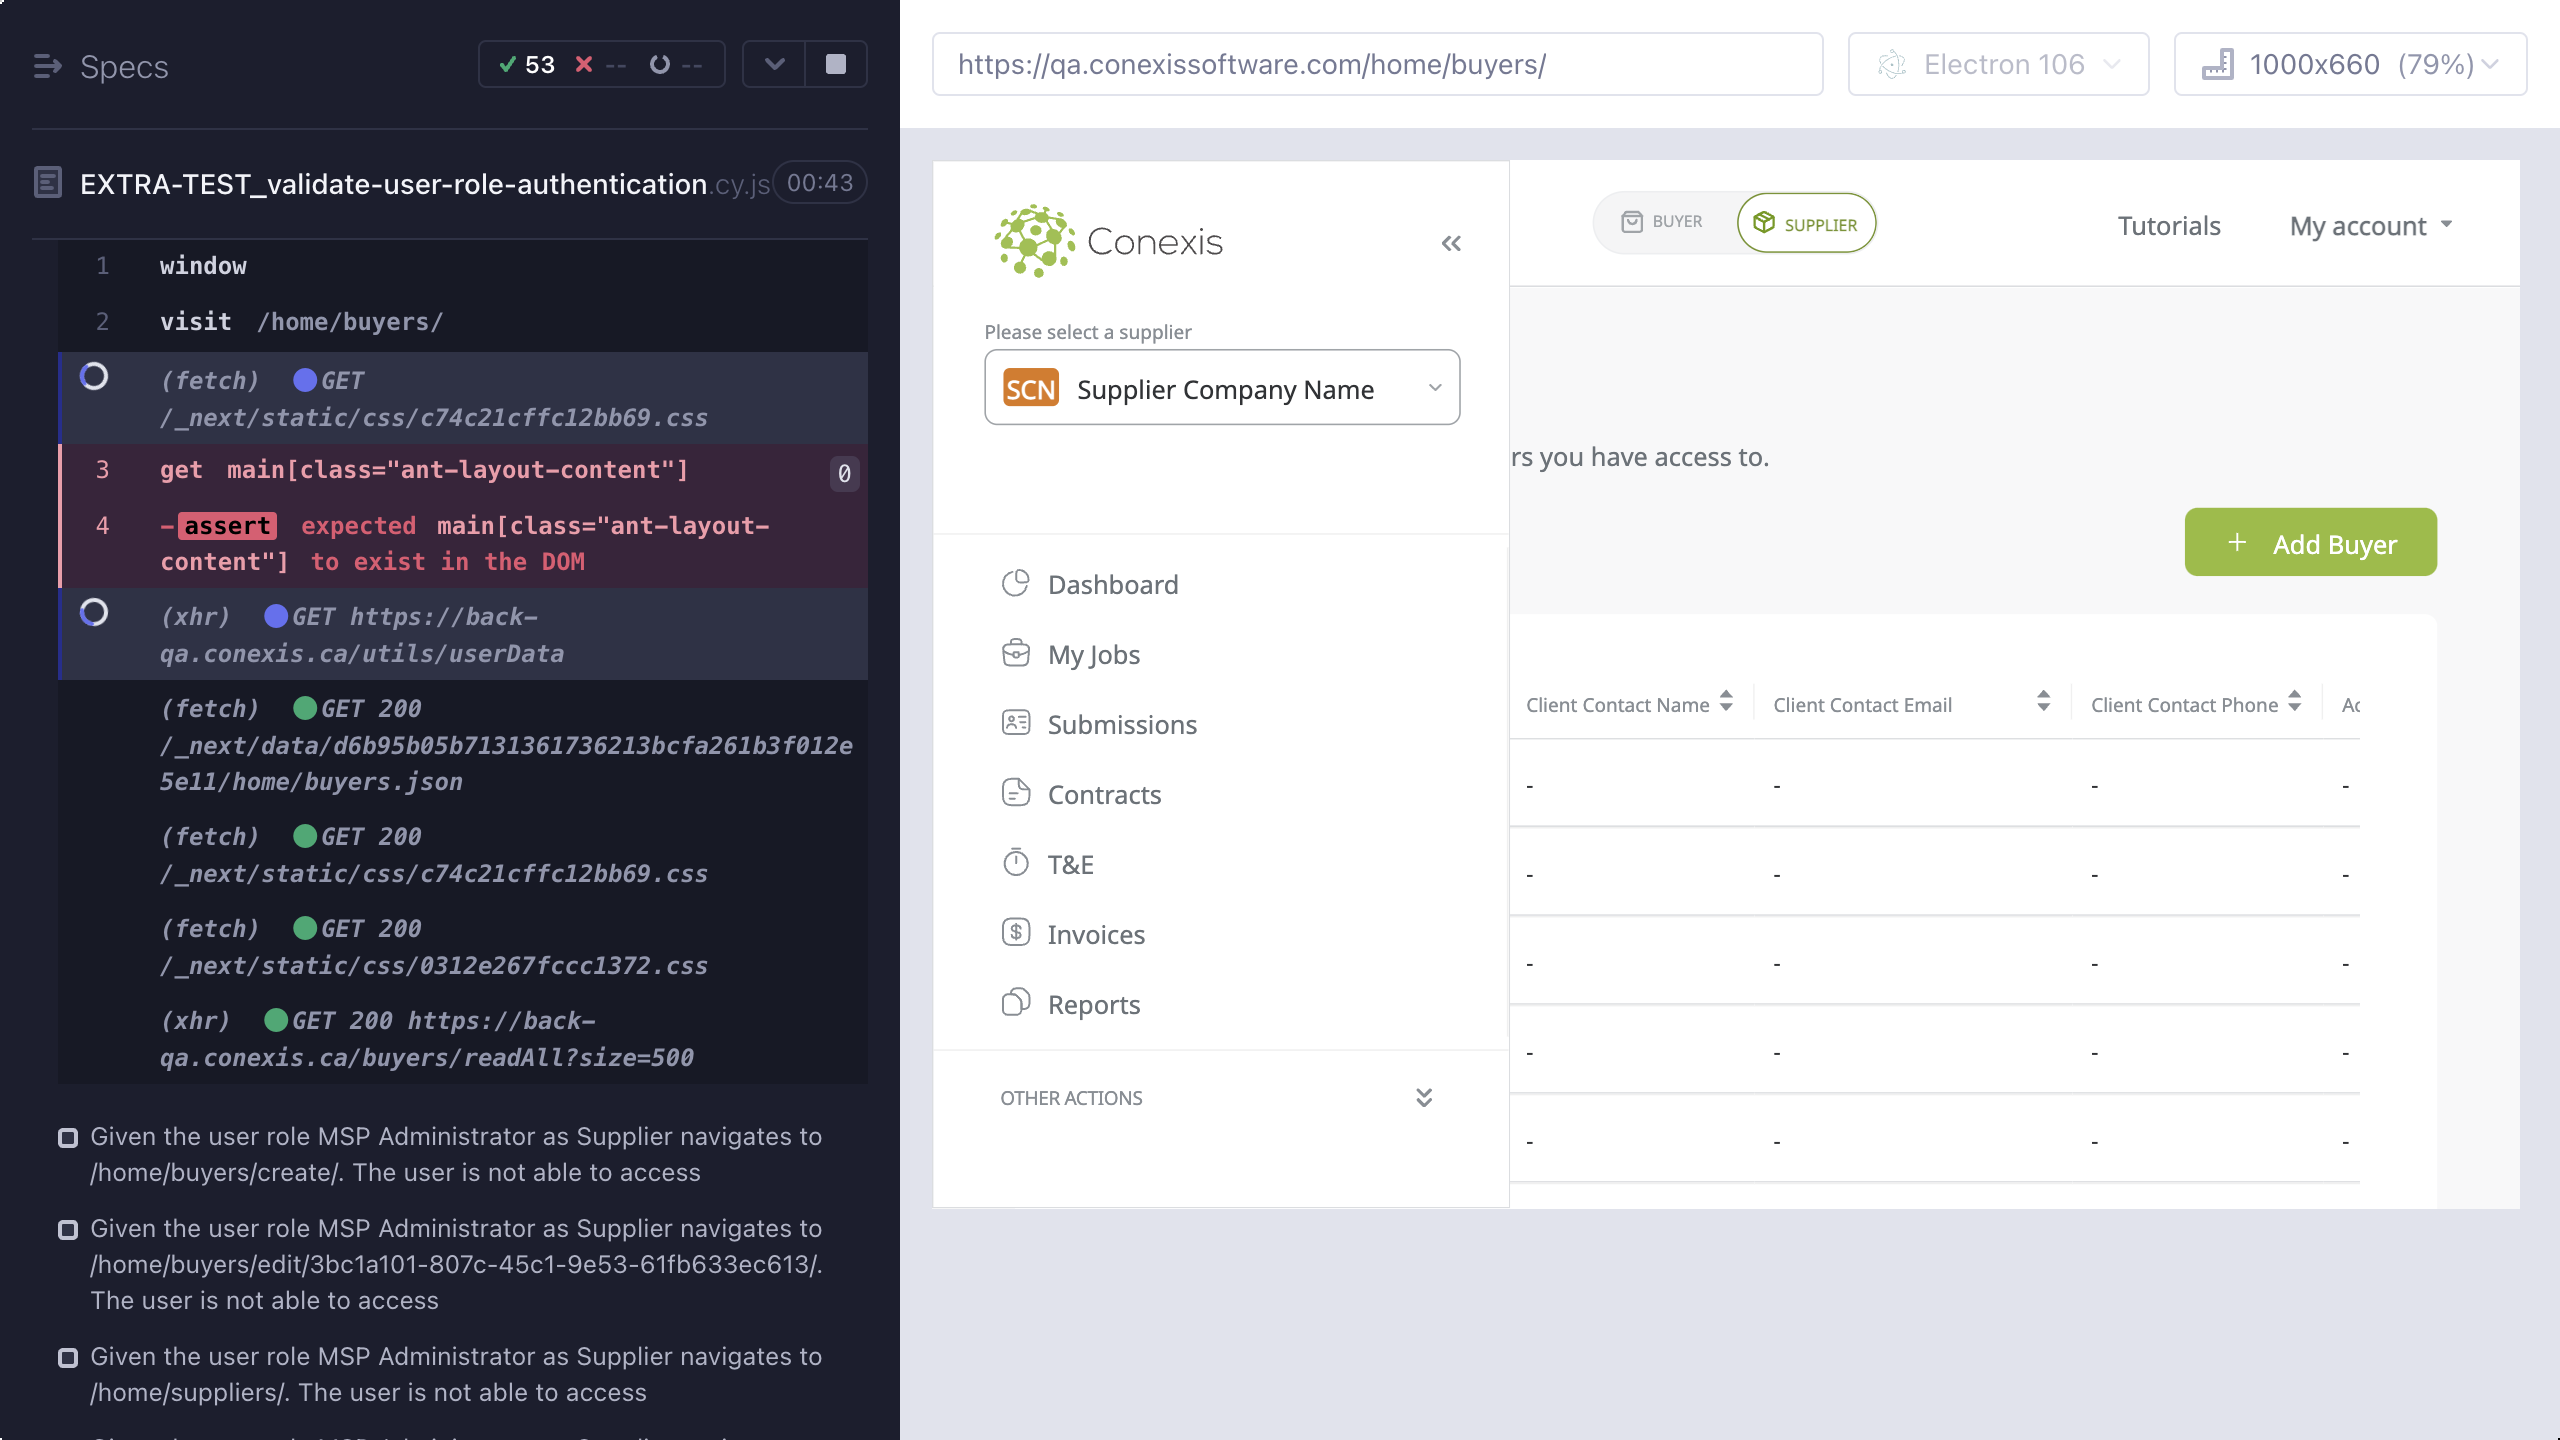 Specs
53 -- --
EXTRA-TEST_validate-user-role-authentication.cy.js 00:43
1 window
2 visit /home/buyers/
(fetch) GET
/_next/static/css/c74c21cffc12bb69.css
3 get main[class="ant-layout-content"] 0
4 -assert expected main[class="ant-layout-
content"] to exist in the DOM
(xhr) GET https://back-
qa.conexis.ca/utils/userData
(fetch) GET 200
/_next/data/d6b95b05b7131361736213bcfa261b3f012e
5e11/home/buyers.json
(fetch) GET 200
/_next/static/css/c74c21cffc12bb69.css
(fetch) GET 200
/_next/static/css/0312e267fccc1372.css
(xhr) GET 200 https://back-
qa.conexis.ca/buyers/readAll?size=500
Given the user role MSP Administrator as Supplier navigates to
/home/buyers/create/. The user is not able to access
Given the user role MSP Administrator as Supplier navigates to
/home/buyers/edit/3bc1a101-807c-45c1-9e53-61fb633ec613/.
The user is not able to access
Given the user role MSP Administrator as Supplier navigates to
/home/suppliers/. The user is not able to access
https://qa.conexissoftware.com/home/buyers/
Electron 106
1000x660 (79%)
Conexis
BUYER
SUPPLIER
Tutorials
My account
Please select a supplier
SCN Supplier Company Name
rs you have access to.
+ Add Buyer
Dashboard
My Jobs
Submissions
Contracts
T&E
Invoices
Reports
OTHER ACTIONS
Client Contact Name Client Contact Email Client Contact Phone Ac
- - - -
- - - -
- - - -
- - - -
- - - -